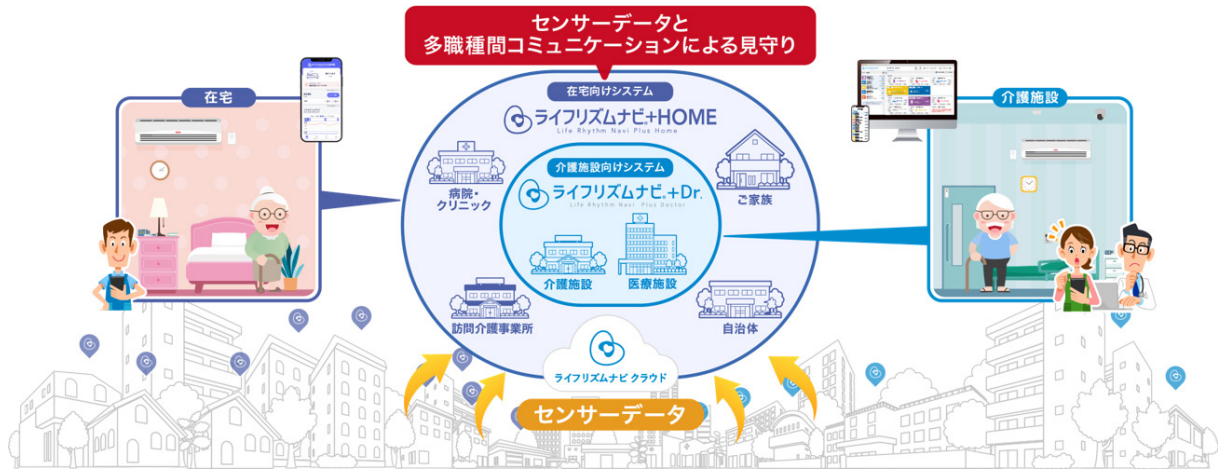 センサーデータと
多職種間コミュニケーションによる見守り
在宅
在宅向けシステム
ライフリズムナビ+HOME
Life Rhythm Navi Plus Home
介護施設
病院・
クリニック
ご家族
介護施設向けシステム
ライフリズムナビ®+Dr.
Life Rhythm Navi Plus Doctor
介護施設
医療施設
訪問介護事業所
自治体
ライフリズムナビ クラウド
センサーデータ